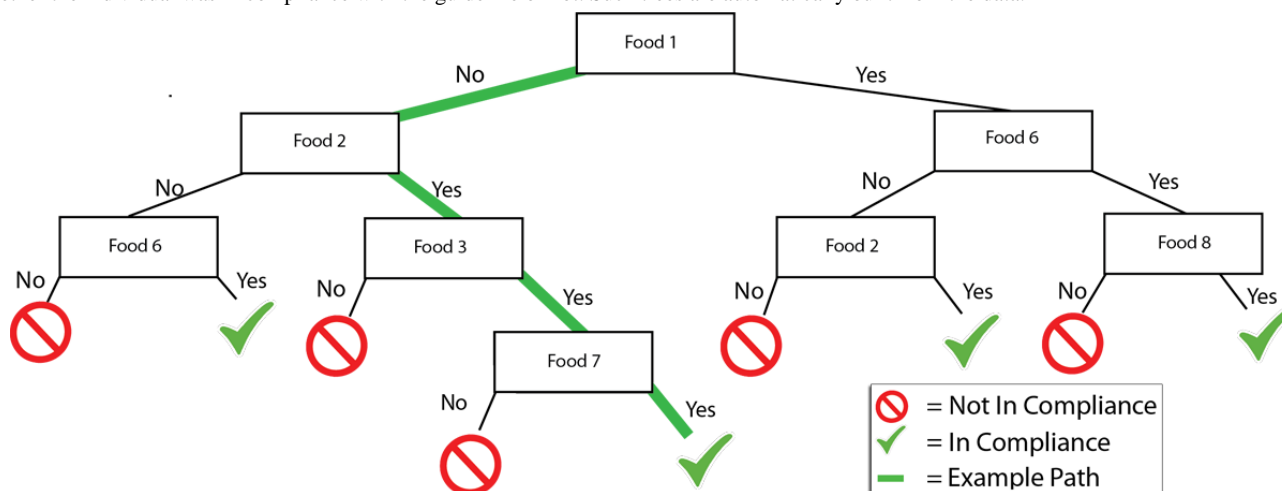 Food 1
No
Yes
Food 2
Food 6
No
Yes
No
Yes
Food 6
Food 3
Food 2
Food 8
No
Yes
No
Yes
No
Yes
No
Yes
Food 7
No
Yes
= Not In Compliance
= In Compliance
= Example Path